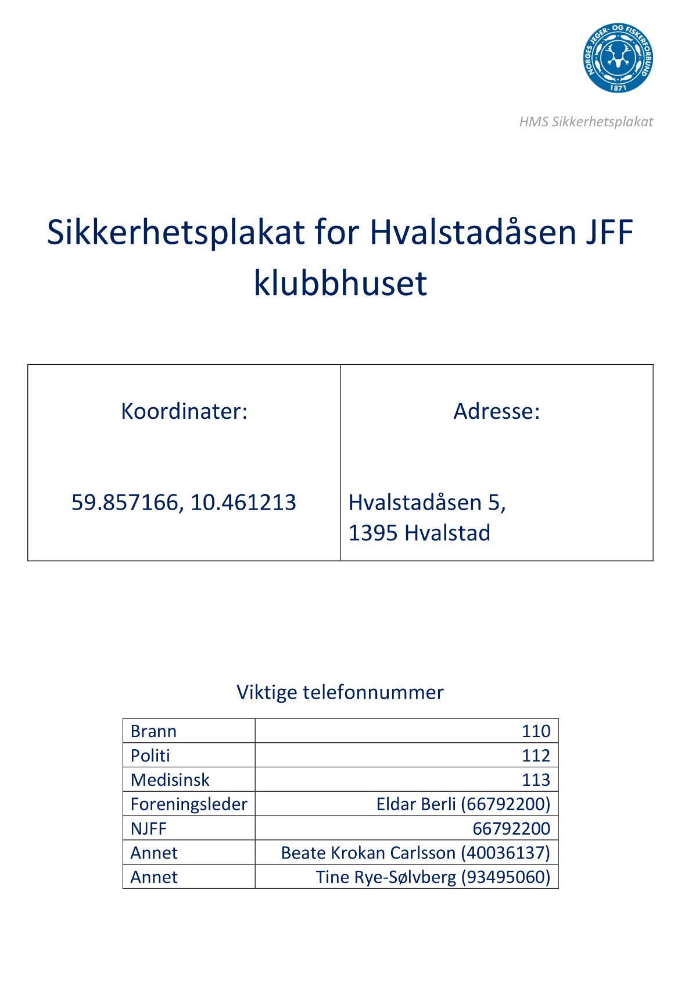 NORGES JEGER- OG FISKERFORBUND
1871
HMS Sikkerhetsplakat
Sikkerhetsplakat for Hvalstadåsen JFF
klubbhuset
Koordinater:
Adresse:
59.857166, 10.461213
Hvalstadåsen 5,
1395 Hvalstad
Viktige telefonnummer
Brann 110
Politi 112
Medisinsk 113
Foreningsleder Eldar Berli (66792200)
NJFF 66792200
Annet Beate Krokan Carlsson (40036137)
Annet Tine Rye-Sølvberg (93495060)